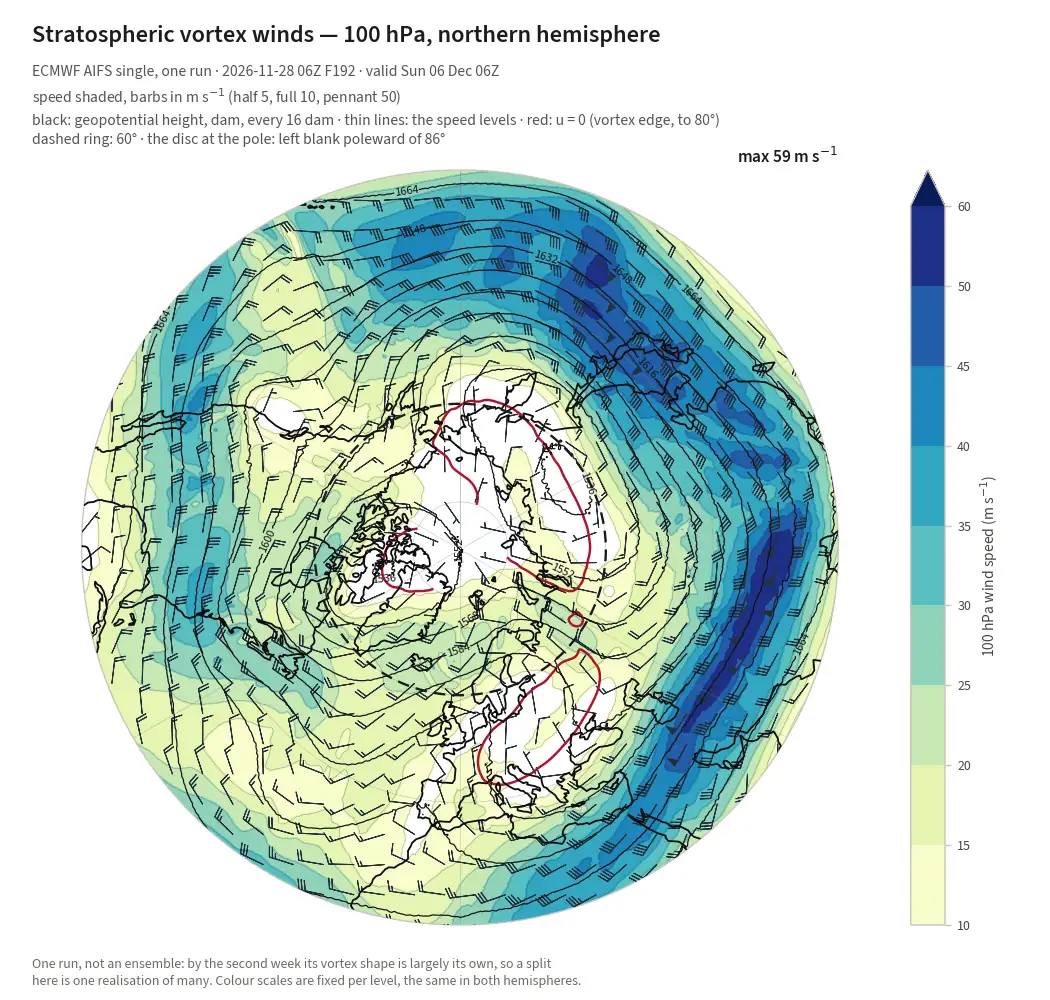 Stratospheric vortex winds — 100 hPa, northern hemisphere
ECMWF AIFS single, one run · 2026-11-28 06Z F192 · valid Sun 06 Dec 06Z
speed shaded, barbs in m s⁻¹ (half 5, full 10, pennant 50)
black: geopotential height, dam, every 16 dam · thin lines: the speed levels · red: u = 0 (vortex edge, to 80°)
dashed ring: 60° · the disc at the pole: left blank poleward of 86°
max 59 m s⁻¹
1664
1648
1632
1648
1664
1664
1616
1536
1600
1552
1552
1536
1568
1584
1664
60
50
45
40
35
30
25
20
15
10
100 hPa wind speed (m s⁻¹)
One run, not an ensemble: by the second week its vortex shape is largely its own, so a split
here is one realisation of many. Colour scales are fixed per level, the same in both hemispheres.